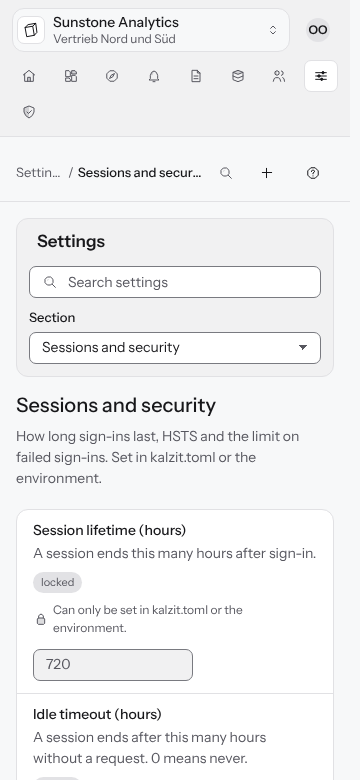 Sunstone Analytics
Vertrieb Nord und Süd
OO
Settin... / Sessions and secur...
Settings
Search settings
Section
Sessions and security
Sessions and security
How long sign-ins last, HSTS and the limit on
failed sign-ins. Set in kalzit.toml or the
environment.
Session lifetime (hours)
A session ends this many hours after sign-in.
locked
Can only be set in kalzit.toml or the
environment.
720
Idle timeout (hours)
A session ends after this many hours
without a request. 0 means never.